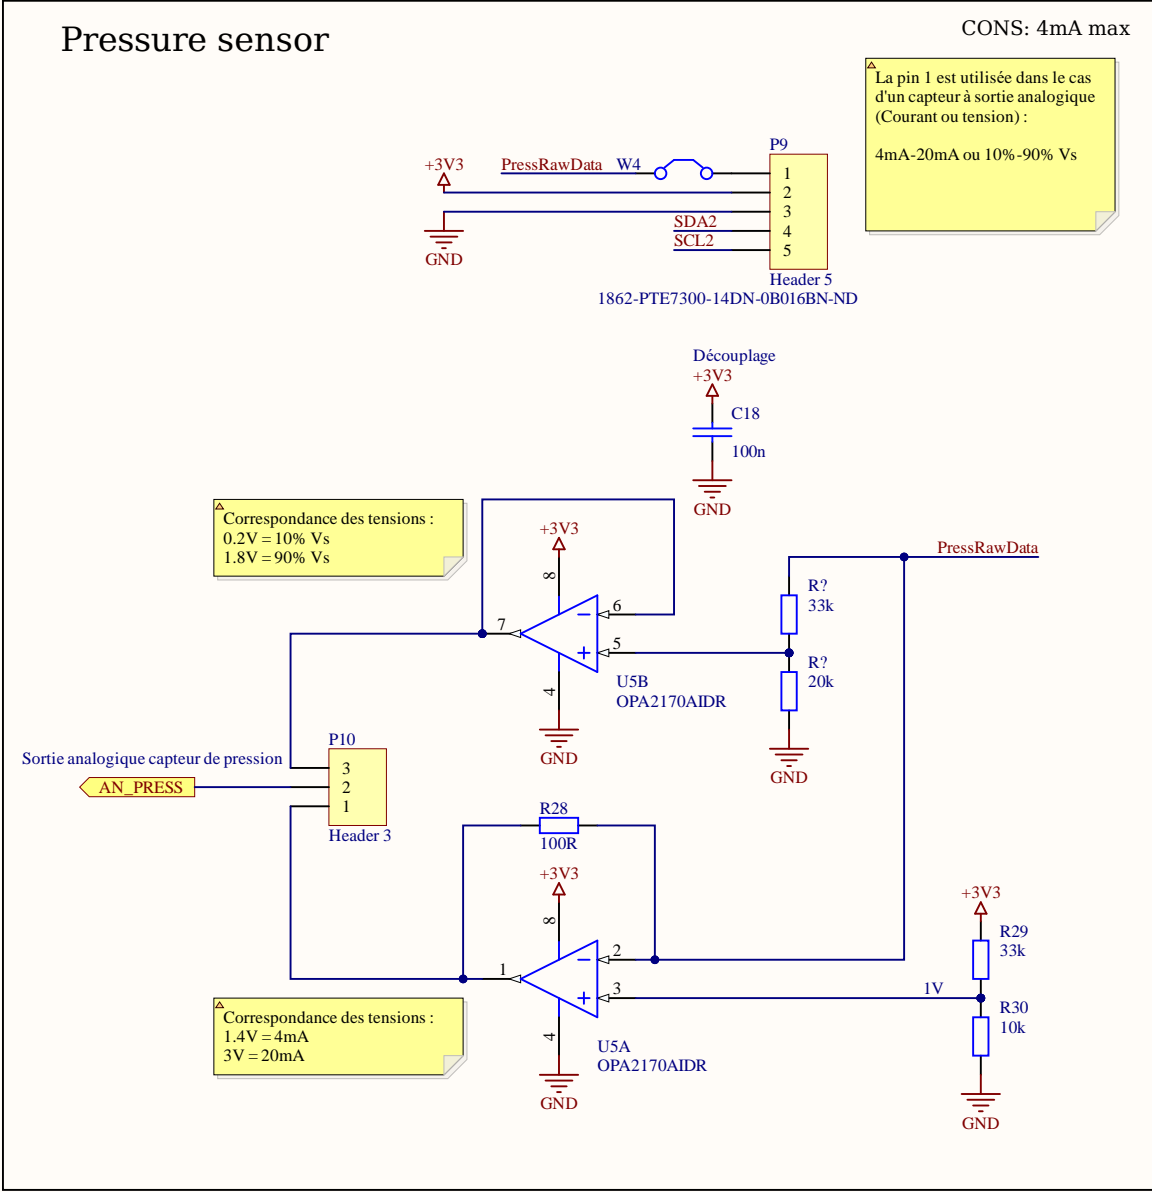 Pressure sensor
CONS: 4mA max
La pin 1 est utilisée dans le cas
d'un capteur à sortie analogique
(Courant ou tension) :
4mA-20mA ou 10%-90% Vs
P9
+3V3
PressRawData W4
1
2
3
SDA2
4
SCL2
5
GND
Header 5
1862-PTE7300-14DN-0B016BN-ND
Découplage
+3V3
C18
100n
GND
Correspondance des tensions :
0.2V = 10% Vs
1.8V = 90% Vs
+3V3
8
6
7
5
4
U5B
OPA2170AIDR
GND
PressRawData
R?
33k
R?
20k
GND
P10
Sortie analogique capteur de pression
3
AN_PRESS
2
1
Header 3
R28
100R
+3V3
8
2
1
3
4
U5A
OPA2170AIDR
GND
+3V3
R29
33k
1V
R30
10k
GND
Correspondance des tensions :
1.4V = 4mA
3V = 20mA